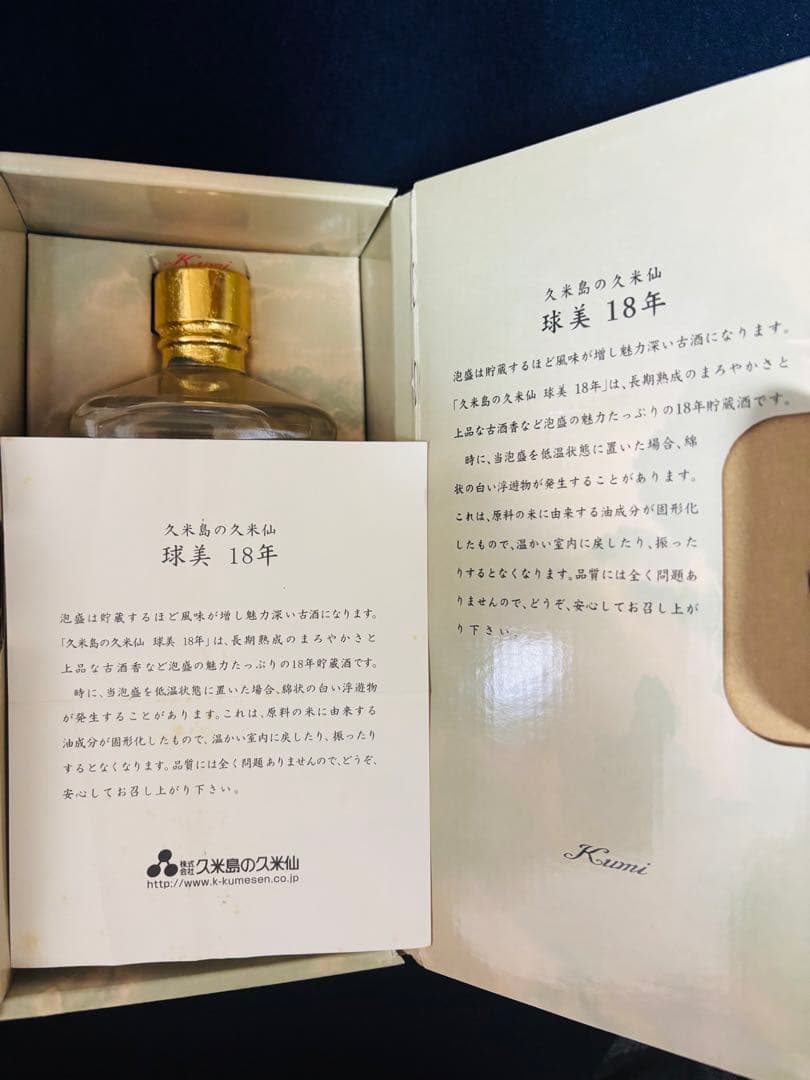 Kumi
久米島の久米仙
球美 18年
泡盛は貯蔵するほど風味が増し魅力深い古酒になります。
「久米島の久米仙 球美 18年」は、長期熟成のまろやかさと
上品な古酒香など泡盛の魅力たっぷりの18年貯蔵酒です。
時に、当泡盛を低温状態に置いた場合、綿状の白い浮遊物
が発生することがあります。これは、原料の米に由来する
油成分が固形化したもので、温かい室内に戻したり、振ったり
するとなくなります。品質には全く問題ありませんので、どうぞ、
安心してお召し上がり下さい。
株式会社 久米島の久米仙
http://www.k-kumesen.co.jp
久米島の久米仙
球美 18年
泡盛は貯蔵するほど風味が増し魅力深い古酒になります。
「久米島の久米仙 球美 18年」は、長期熟成のまろやかさと
上品な古酒香など泡盛の魅力たっぷりの18年貯蔵酒です。
時に、当泡盛を低温状態に置いた場合、綿
状の白い浮遊物が発生することがあります。
これは、原料の米に由来する油成分が固形化
したもので、温かい室内に戻したり、振った
りするとなくなります。品質には全く問題あ
りませんので、どうぞ、安心してお召し上が
り下さい。
Kumi